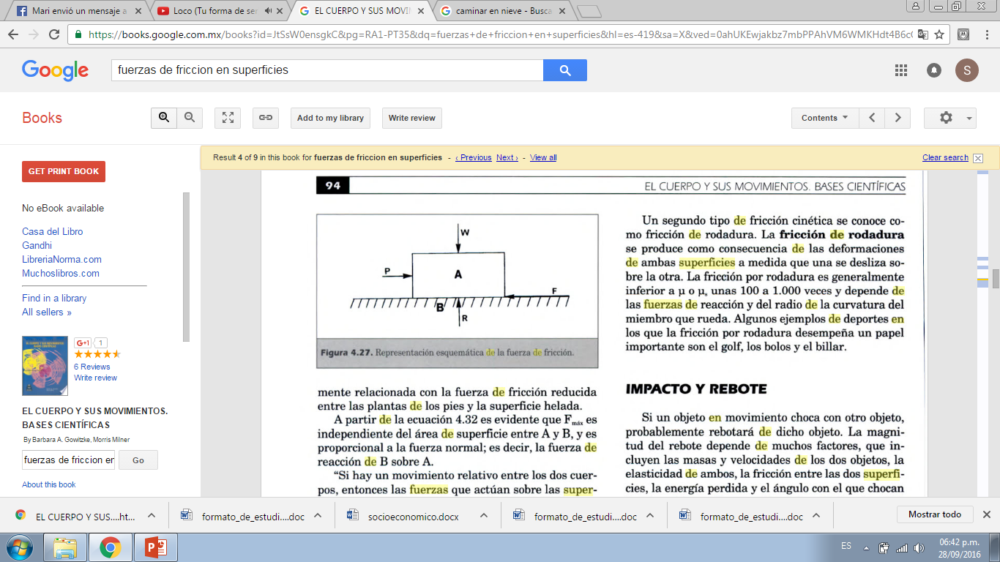 Mari envió un mensaje a
Loco (Tu forma de ser
EL CUERPO Y SUS MOVIM
caminar en nieve - Busca
https://books.google.com.mx/books?id=JtSsW0ensgkC&pg=RA1-PT35&dq=fuerzas+de+friccion+en+superficies&hl=es-419&sa=X&ved=0ahUKEwjakbz7mbPPAhVM6WMKHdt4B6c
Google
fuerzas de friccion en superficies
S
Books
Add to my library
Write review
Contents
Result 4 of 9 in this book for fuerzas de friccion en superficies - ‹ Previous Next › - View all
Clear search
GET PRINT BOOK
No eBook available
Casa del Libro
Gandhi
LibreriaNorma.com
Muchoslibros.com
Find in a library
All sellers »
G+1 1
6 Reviews
Write review
EL CUERPO Y SUS MOVIMIENTOS.
BASES CIENTÍFICAS
By Barbara A. Gowitzke, Morris Milner
fuerzas de friccion en
Go
About this book
94
EL CUERPO Y SUS MOVIMIENTOS. BASES CIENTÍFICAS
W
P
A
F
B
R
Figura 4.27. Representación esquemática de la fuerza de fricción.
mente relacionada con la fuerza de fricción reducida
entre las plantas de los pies y la superficie helada.
A partir de la ecuación 4.32 es evidente que Fmáx es
independiente del área de superficie entre A y B, y es
proporcional a la fuerza normal; es decir, la fuerza de
reacción de B sobre A.
“Si hay un movimiento relativo entre los dos cuer-
pos, entonces las fuerzas que actúan sobre las super-
Un segundo tipo de fricción cinética se conoce co-
mo fricción de rodadura. La fricción de rodadura
se produce como consecuencia de las deformaciones
de ambas superficies a medida que una se desliza so-
bre la otra. La fricción por rodadura es generalmente
inferior a µ o µs unas 100 a 1.000 veces y depende de
las fuerzas de reacción y del radio de la curvatura del
miembro que rueda. Algunos ejemplos de deportes en
los que la fricción por rodadura desempeña un papel
importante son el golf, los bolos y el billar.
IMPACTO Y REBOTE
Si un objeto en movimiento choca con otro objeto,
probablemente rebotará de dicho objeto. La magni-
tud del rebote depende de muchos factores, que in-
cluyen las masas y velocidades de los dos objetos, la
elasticidad de ambos, la fricción entre las dos superfi-
cies, la energía perdida y el ángulo con el que chocan
EL CUERPO Y SUS....ht...
formato_de_estudi....doc
socioeconomico.docx
formato_de_estudi....doc
formato_de_estudi....doc
Mostrar todo
ES
06:42 p.m.
28/09/2016